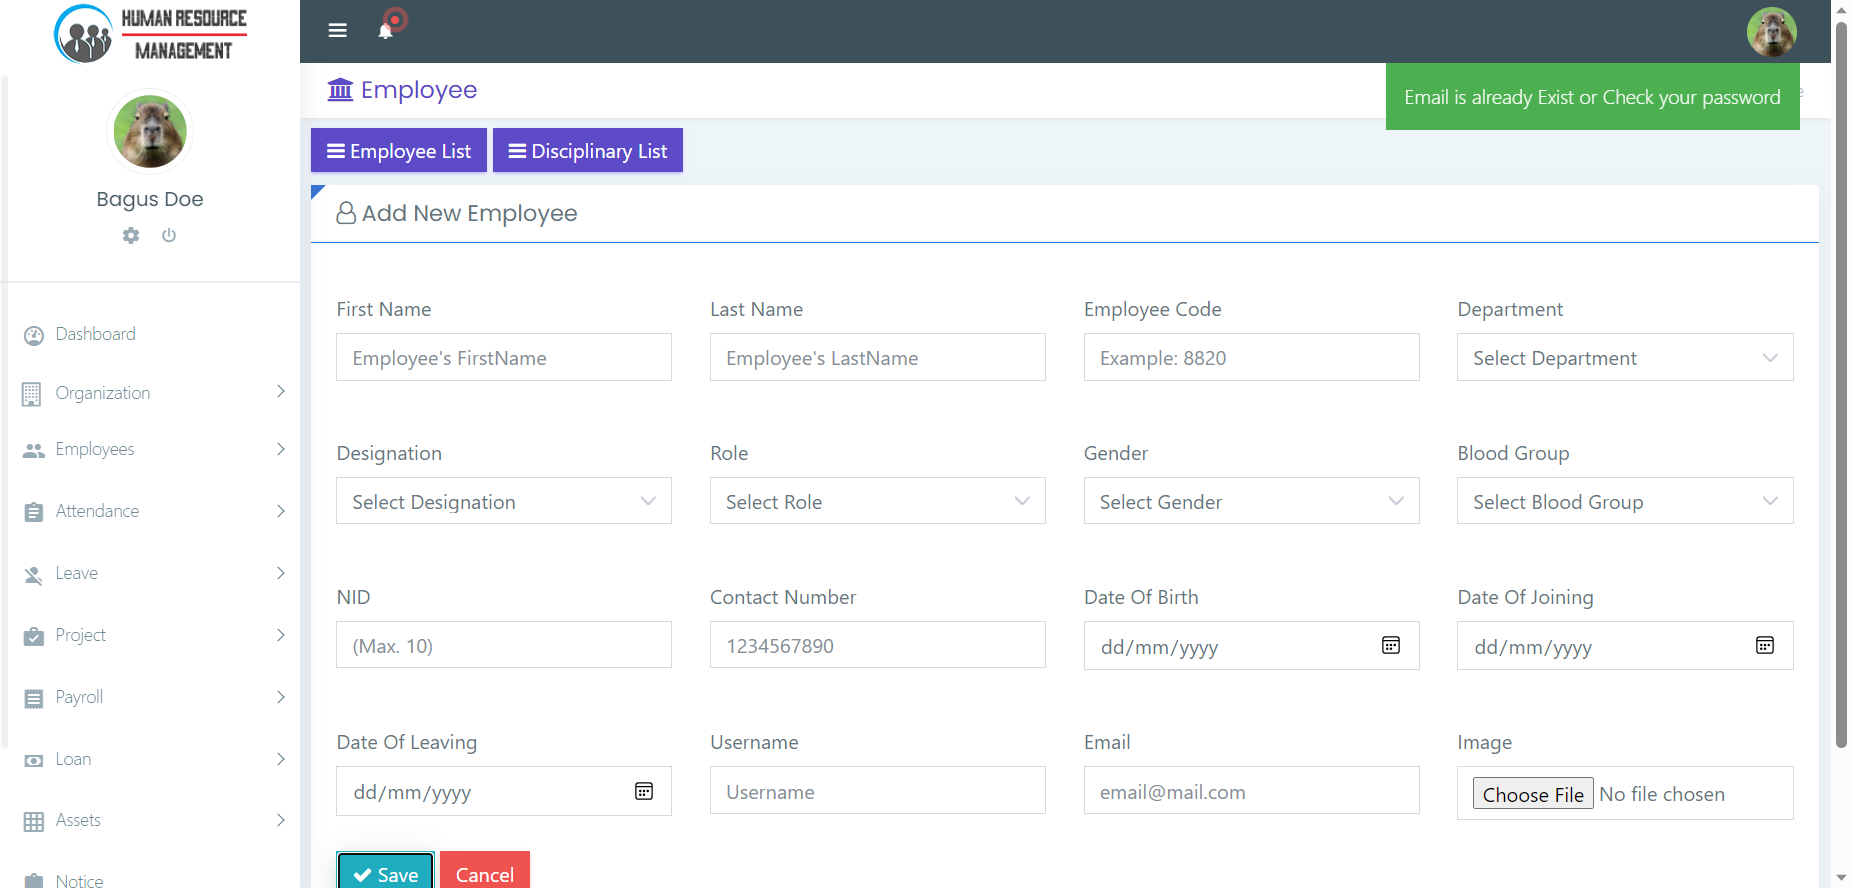 HUMAN RESOURCE
MANAGEMENT
Bagus Doe
Dashboard
Organization
Employees
Attendance
Leave
Project
Payroll
Loan
Assets
Notice
Employee
Email is already Exist or Check your password
e
Employee List
Disciplinary List
Add New Employee
First Name
Last Name
Employee Code
Department
Employee's FirstName
Employee's LastName
Example: 8820
Select Department
Designation
Role
Gender
Blood Group
Select Designation
Select Role
Select Gender
Select Blood Group
NID
Contact Number
Date Of Birth
Date Of Joining
(Max. 10)
1234567890
dd/mm/yyyy
dd/mm/yyyy
Date Of Leaving
Username
Email
Image
dd/mm/yyyy
Username
email@mail.com
Choose File No file chosen
Save
Cancel